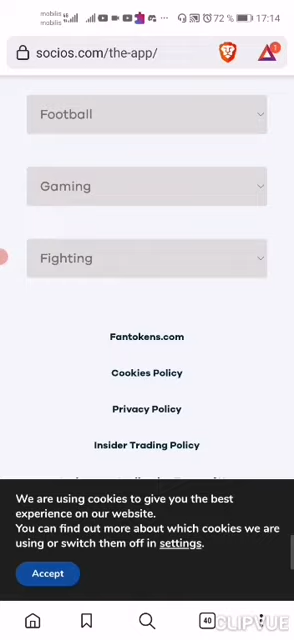 mobilis
mobilis
72 %
17:14
socios.com/the-app/
1
Football
Gaming
Fighting
Fantokens.com
Cookies Policy
Privacy Policy
Insider Trading Policy
We are using cookies to give you the best
experience on our website.
You can find out more about which cookies we are
using or switch them off in settings.
Accept
40
CLIPVUE